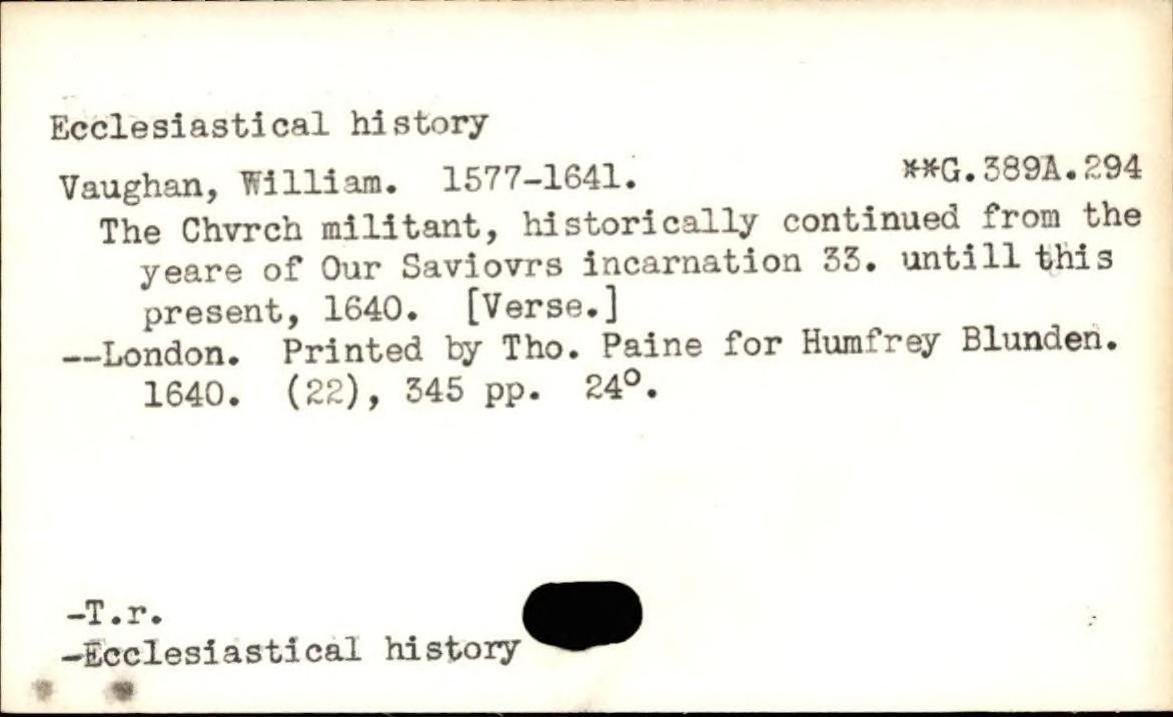 Ecclesiastical history
Vaughan, William. 1577-1641. **G.389A.294
The Chvrch militant, historically continued from the
yeare of Our Saviovrs incarnation 33. untill this
present, 1640. [Verse.]
--London. Printed by Tho. Paine for Humfrey Blunden.
1640. (22), 345 pp. 24°.
-T.r.
-Ecclesiastical history